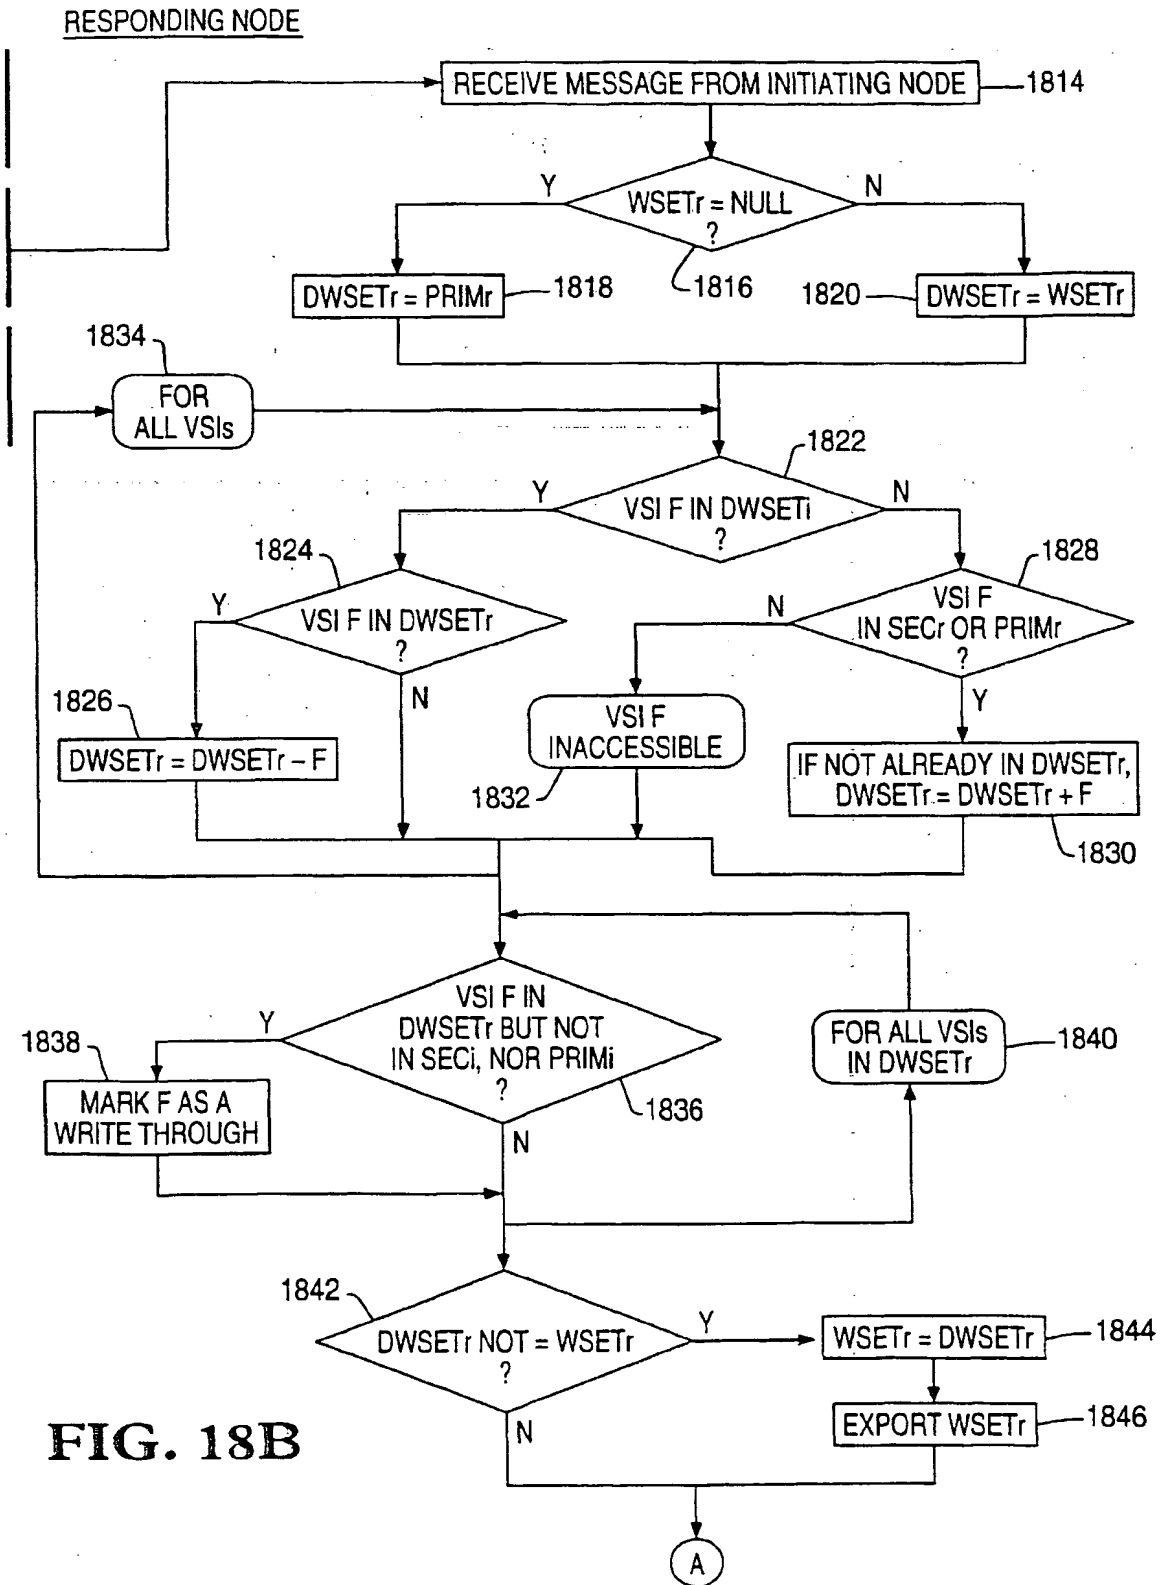 RESPONDING NODE
RECEIVE MESSAGE FROM INITIATING NODE
1814
WSETr = NULL
?
Y
N
1816
DWSETr = PRIMr
1818
1820
DWSETr = WSETr
1834
FOR
ALL VSIs
1822
VSI F IN DWSETi
?
Y
N
1824
VSI F IN DWSETr
?
Y
N
1828
VSI F
IN SECr OR PRIMr
?
N
Y
1826
DWSETr = DWSETr – F
VSI F
INACCESSIBLE
1832
IF NOT ALREADY IN DWSETr,
DWSETr = DWSETr + F
1830
VSI F IN
DWSETr BUT NOT
IN SECi, NOR PRIMi
?
Y
N
1836
1838
MARK F AS A
WRITE THROUGH
FOR ALL VSIs
IN DWSETr
1840
1842
DWSETr NOT = WSETr
?
Y
N
WSETr = DWSETr
1844
EXPORT WSETr
1846
FIG. 18B
A